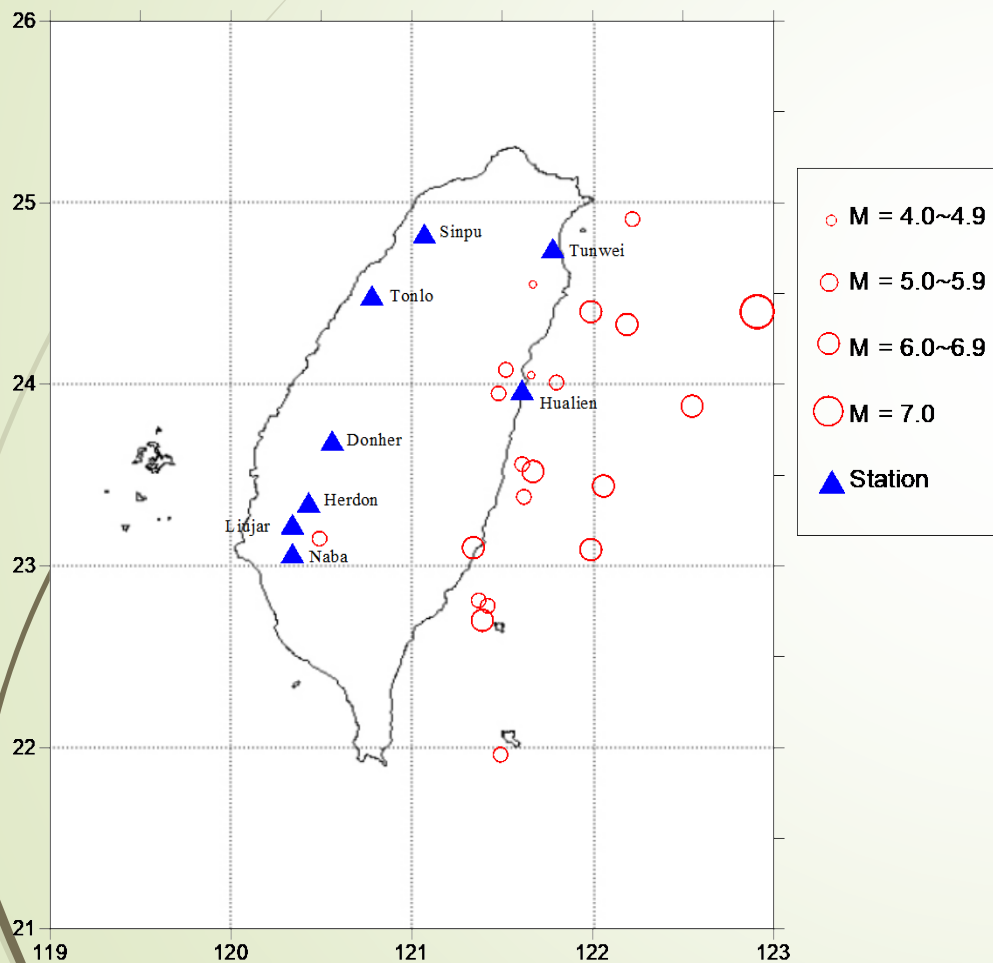 26
25
24
23
22
21
119
120
121
122
123
Sinpu
Tunwei
Tonlo
Hualien
Donher
Herdon
Liujar
Naba
M = 4.0~4.9
M = 5.0~5.9
M = 6.0~6.9
M = 7.0
Station